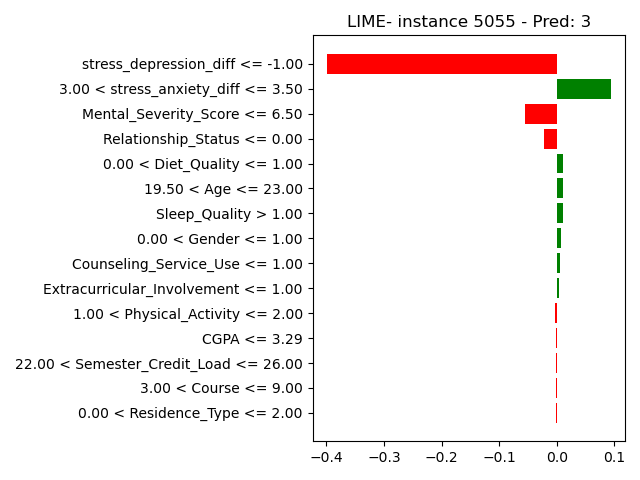 LIME- instance 5055 - Pred: 3
stress_depression_diff <= -1.00
3.00 < stress_anxiety_diff <= 3.50
Mental_Severity_Score <= 6.50
Relationship_Status <= 0.00
0.00 < Diet_Quality <= 1.00
19.50 < Age <= 23.00
Sleep_Quality > 1.00
0.00 < Gender <= 1.00
Counseling_Service_Use <= 1.00
Extracurricular_Involvement <= 1.00
1.00 < Physical_Activity <= 2.00
CGPA <= 3.29
22.00 < Semester_Credit_Load <= 26.00
3.00 < Course <= 9.00
0.00 < Residence_Type <= 2.00
−0.4 −0.3 −0.2 −0.1 0.0 0.1